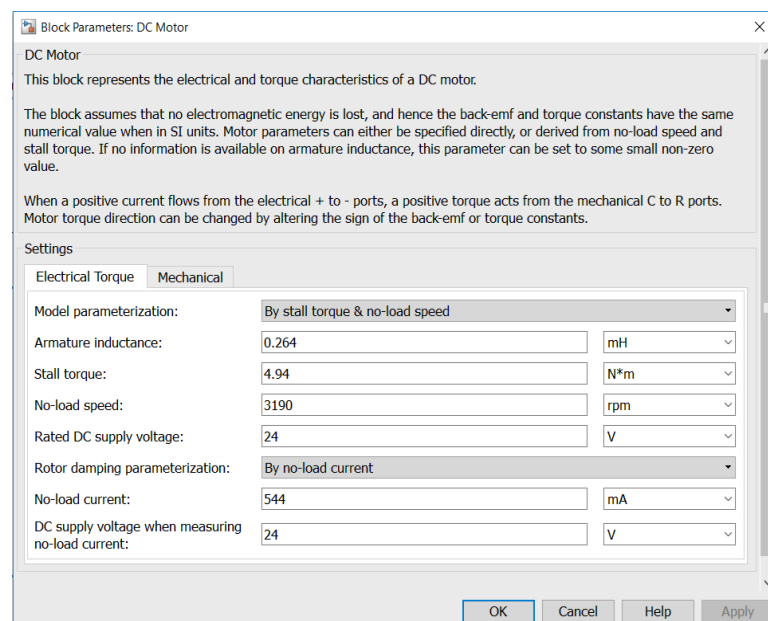 Block Parameters: DC Motor
DC Motor
This block represents the electrical and torque characteristics of a DC motor.
The block assumes that no electromagnetic energy is lost, and hence the back-emf and torque constants have the same
numerical value when in SI units. Motor parameters can either be specified directly, or derived from no-load speed and
stall torque. If no information is available on armature inductance, this parameter can be set to some small non-zero
value.
When a positive current flows from the electrical + to - ports, a positive torque acts from the mechanical C to R ports.
Motor torque direction can be changed by altering the sign of the back-emf or torque constants.
Settings
Electrical Torque Mechanical
Model parameterization: By stall torque & no-load speed
Armature inductance: 0.264 mH
Stall torque: 4.94 N*m
No-load speed: 3190 rpm
Rated DC supply voltage: 24 V
Rotor damping parameterization: By no-load current
No-load current: 544 mA
DC supply voltage when measuring
no-load current: 24 V
OK Cancel Help Apply